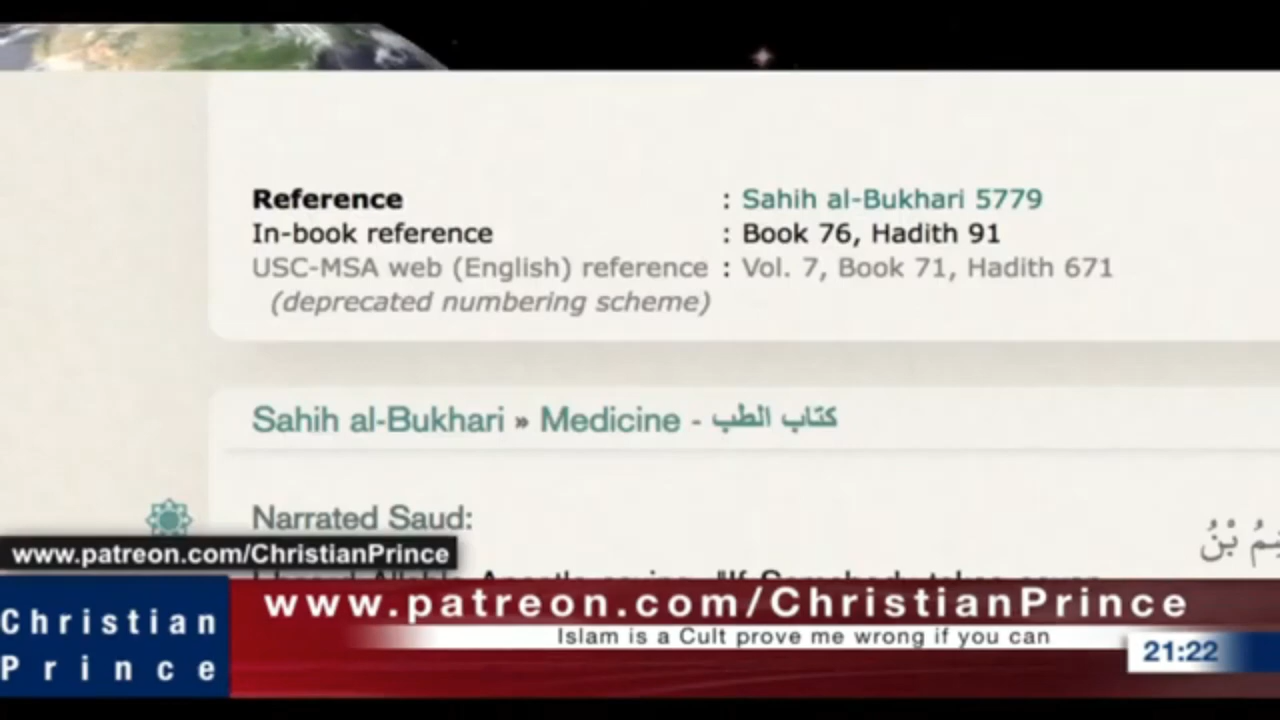 Reference : Sahih al-Bukhari 5779
In-book reference : Book 76, Hadith 91
USC-MSA web (English) reference : Vol. 7, Book 71, Hadith 671
(deprecated numbering scheme)
Sahih al-Bukhari » Medicine - كتاب الطب
Narrated Saud:
www.patreon.com/ChristianPrince
www.patreon.com/ChristianPrince
Islam is a Cult prove me wrong if you can
Christian
Prince
21:22